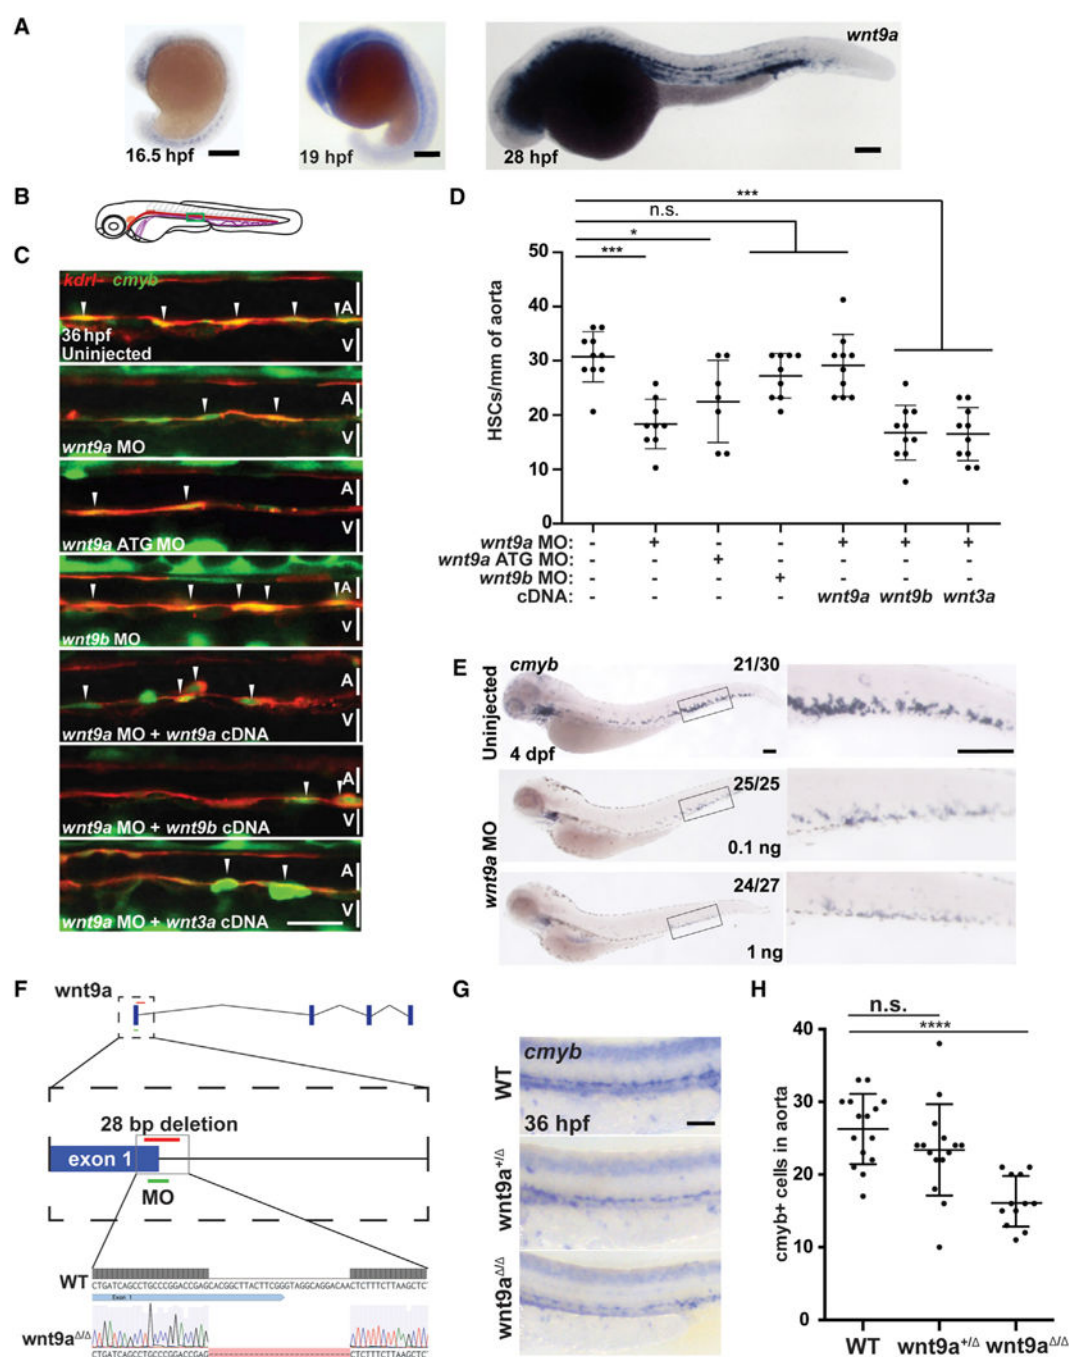 A
16.5 hpf
19 hpf
28 hpf
wnt9a
B
C
kdrl- cmyb
A
36 hpf
Uninjected
V
A
wnt9a MO
V
A
wnt9a ATG MO
V
A
wnt9b MO
V
A
wnt9a MO + wnt9a cDNA
V
A
wnt9a MO + wnt9b cDNA
V
A
wnt9a MO + wnt3a cDNA
V
D
***
n.s.
*
***
HSCs/mm of aorta
50
40
30
20
10
0
wnt9a MO: - + - - + + +
wnt9a ATG MO: - - + - - - -
wnt9b MO: - - - + - - -
cDNA: - - - - wnt9a wnt9b wnt3a
E
Uninjected
cmyb
21/30
4 dpf
wnt9a MO
25/25
0.1 ng
24/27
1 ng
F
wnt9a
28 bp deletion
exon 1
MO
WT
CTGATCAGCCTGCCCGGACCGAGCACGGCTTACTTCGGTAGGCAGGACAACTCTTTCTTAAGCTC
Exon 1
wnt9aΔ/Δ
CTGATCAGCCTGCCCGGACCGAG----------------------------CTCTTTCTTAAGCTC
G
WT
cmyb
36 hpf
wnt9a+/Δ
wnt9aΔ/Δ
H
n.s.
****
cmyb+ cells in aorta
40
30
20
10
0
WT wnt9a+/Δ wnt9aΔ/Δ